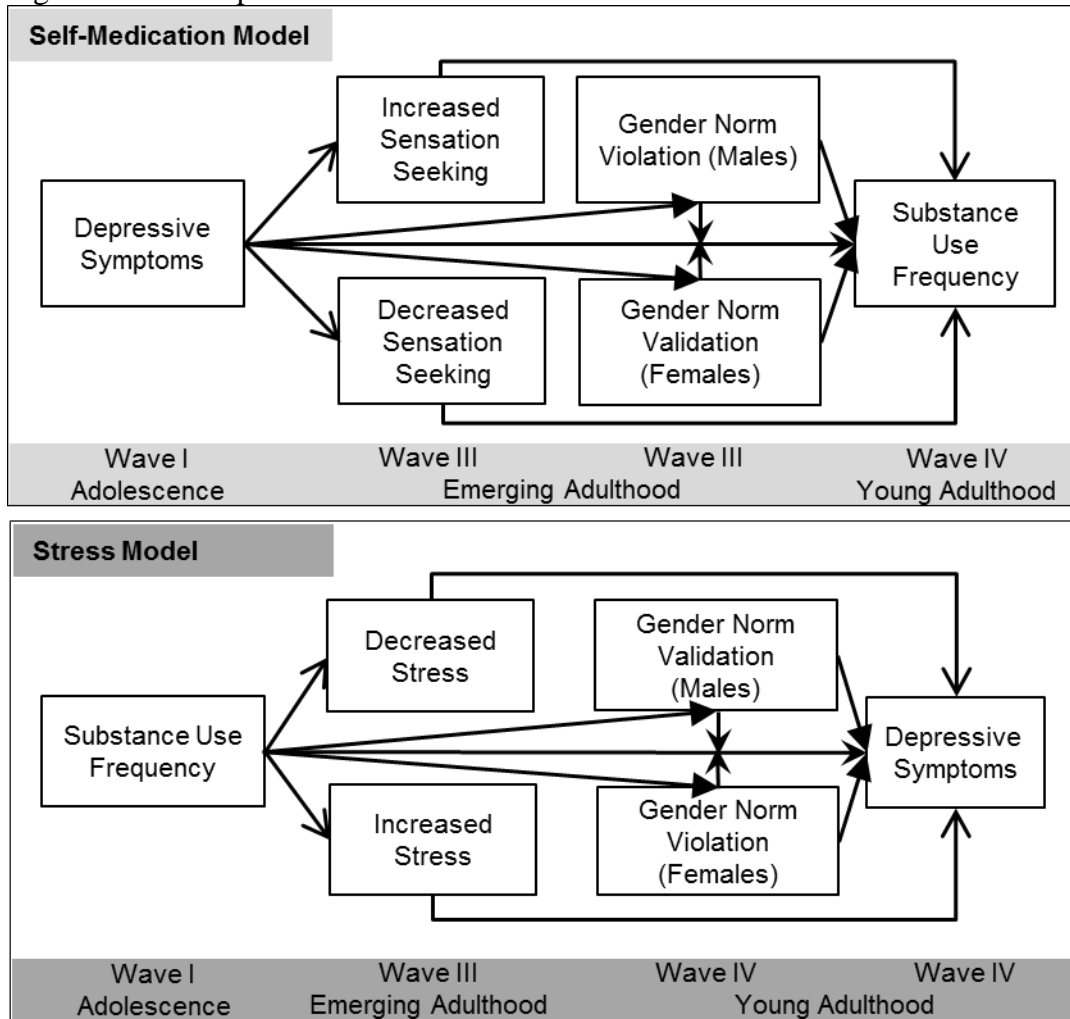 Self-Medication Model
Increased
Sensation
Seeking
Gender Norm
Violation (Males)
Depressive
Symptoms
Substance
Use
Frequency
Decreased
Sensation
Seeking
Gender Norm
Validation
(Females)
Wave I
Wave III
Wave III
Wave IV
Adolescence
Emerging Adulthood
Young Adulthood
Stress Model
Decreased
Stress
Gender Norm
Validation
(Males)
Substance Use
Frequency
Depressive
Symptoms
Increased
Stress
Gender Norm
Violation
(Females)
Wave I
Wave III
Wave IV
Wave IV
Adolescence
Emerging Adulthood
Young Adulthood